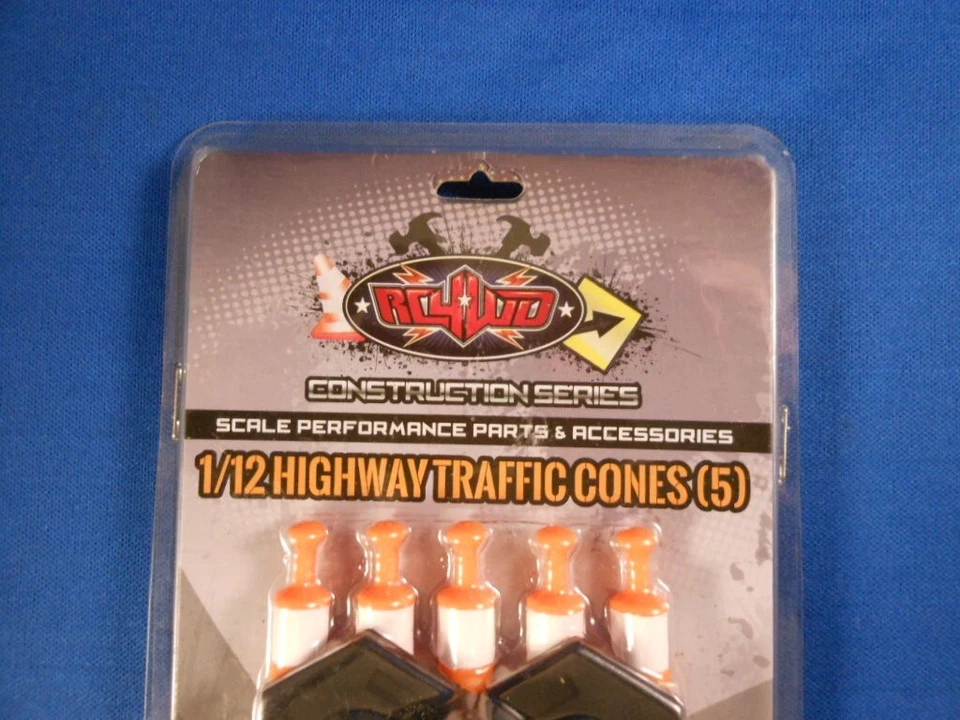 RC4WD
CONSTRUCTION SERIES
SCALE PERFORMANCE PARTS & ACCESSORIES
1/12 HIGHWAY TRAFFIC CONES (5)